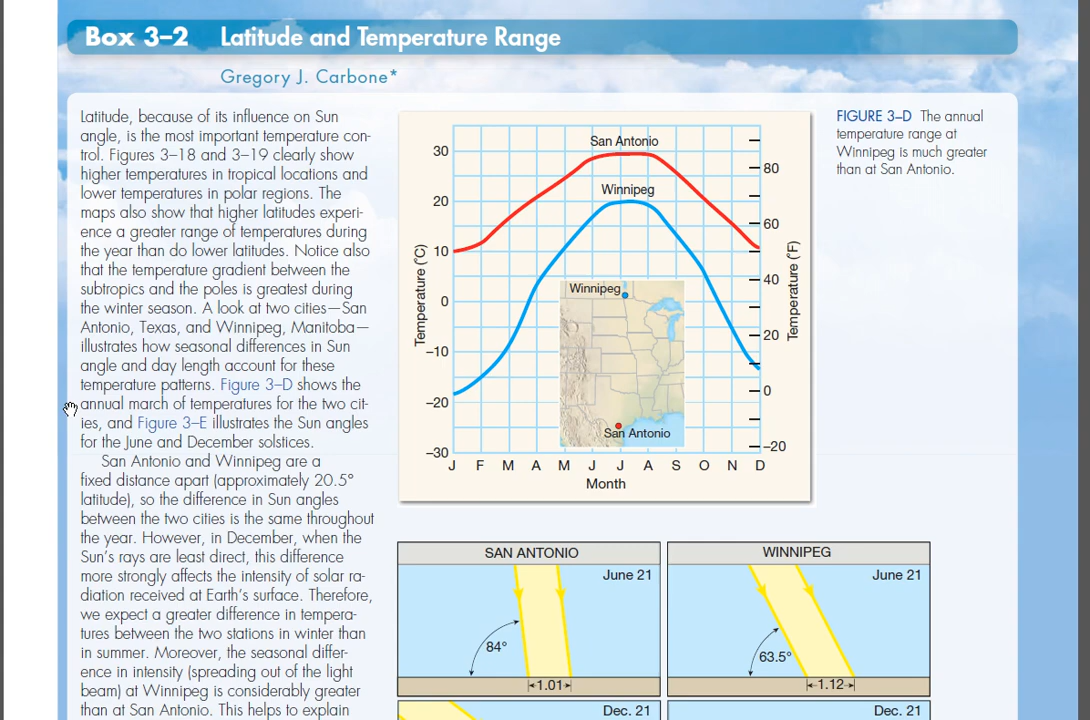 Box 3–2 Latitude and Temperature Range
Gregory J. Carbone*
Latitude, because of its influence on Sun
angle, is the most important temperature con-
trol. Figures 3–18 and 3–19 clearly show
higher temperatures in tropical locations and
lower temperatures in polar regions. The
maps also show that higher latitudes experi-
ence a greater range of temperatures during
the year than do lower latitudes. Notice also
that the temperature gradient between the
subtropics and the poles is greatest during
the winter season. A look at two cities—San
Antonio, Texas, and Winnipeg, Manitoba—
illustrates how seasonal differences in Sun
angle and day length account for these
temperature patterns. Figure 3–D shows the
annual march of temperatures for the two cit-
ies, and Figure 3–E illustrates the Sun angles
for the June and December solstices.
San Antonio and Winnipeg are a
fixed distance apart (approximately 20.5°
latitude), so the difference in Sun angles
between the two cities is the same throughout
the year. However, in December, when the
Sun's rays are least direct, this difference
more strongly affects the intensity of solar ra-
diation received at Earth's surface. Therefore,
we expect a greater difference in tempera-
tures between the two stations in winter than
in summer. Moreover, the seasonal differ-
ence in intensity (spreading out of the light
beam) at Winnipeg is considerably greater
than at San Antonio. This helps to explain
San Antonio
Winnipeg
30
20
10
0
–10
–20
–30
Temperature (°C)
80
60
40
20
0
–20
Temperature (°F)
Winnipeg
San Antonio
J F M A M J J A S O N D
Month
FIGURE 3–D The annual
temperature range at
Winnipeg is much greater
than at San Antonio.
SAN ANTONIO
June 21
84°
1.01
Dec. 21
WINNIPEG
June 21
63.5°
1.12
Dec. 21